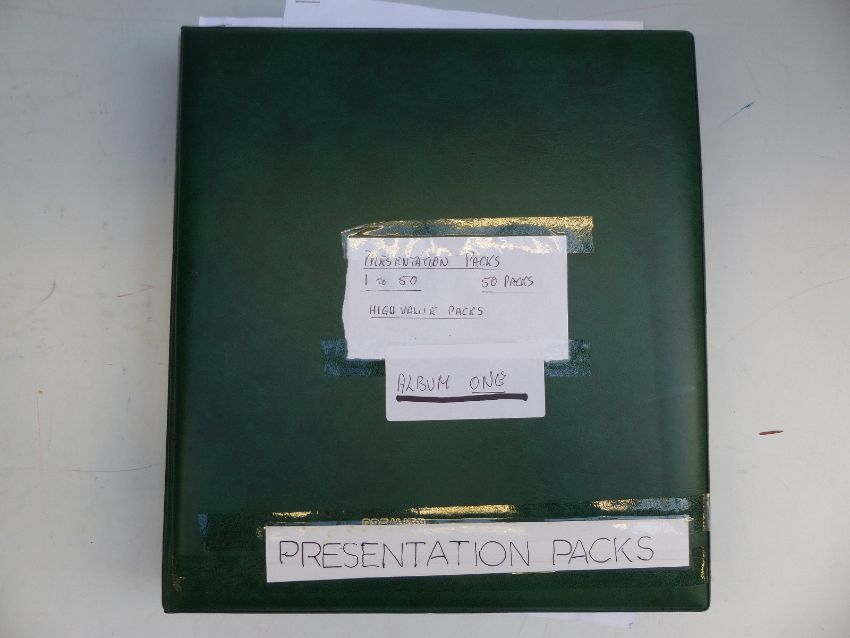 PRESENTATION PACKS
1 TO 50 50 PACKS
HIGH VALUE PACKS
ALBUM ONE
PRESENTATION PACKS